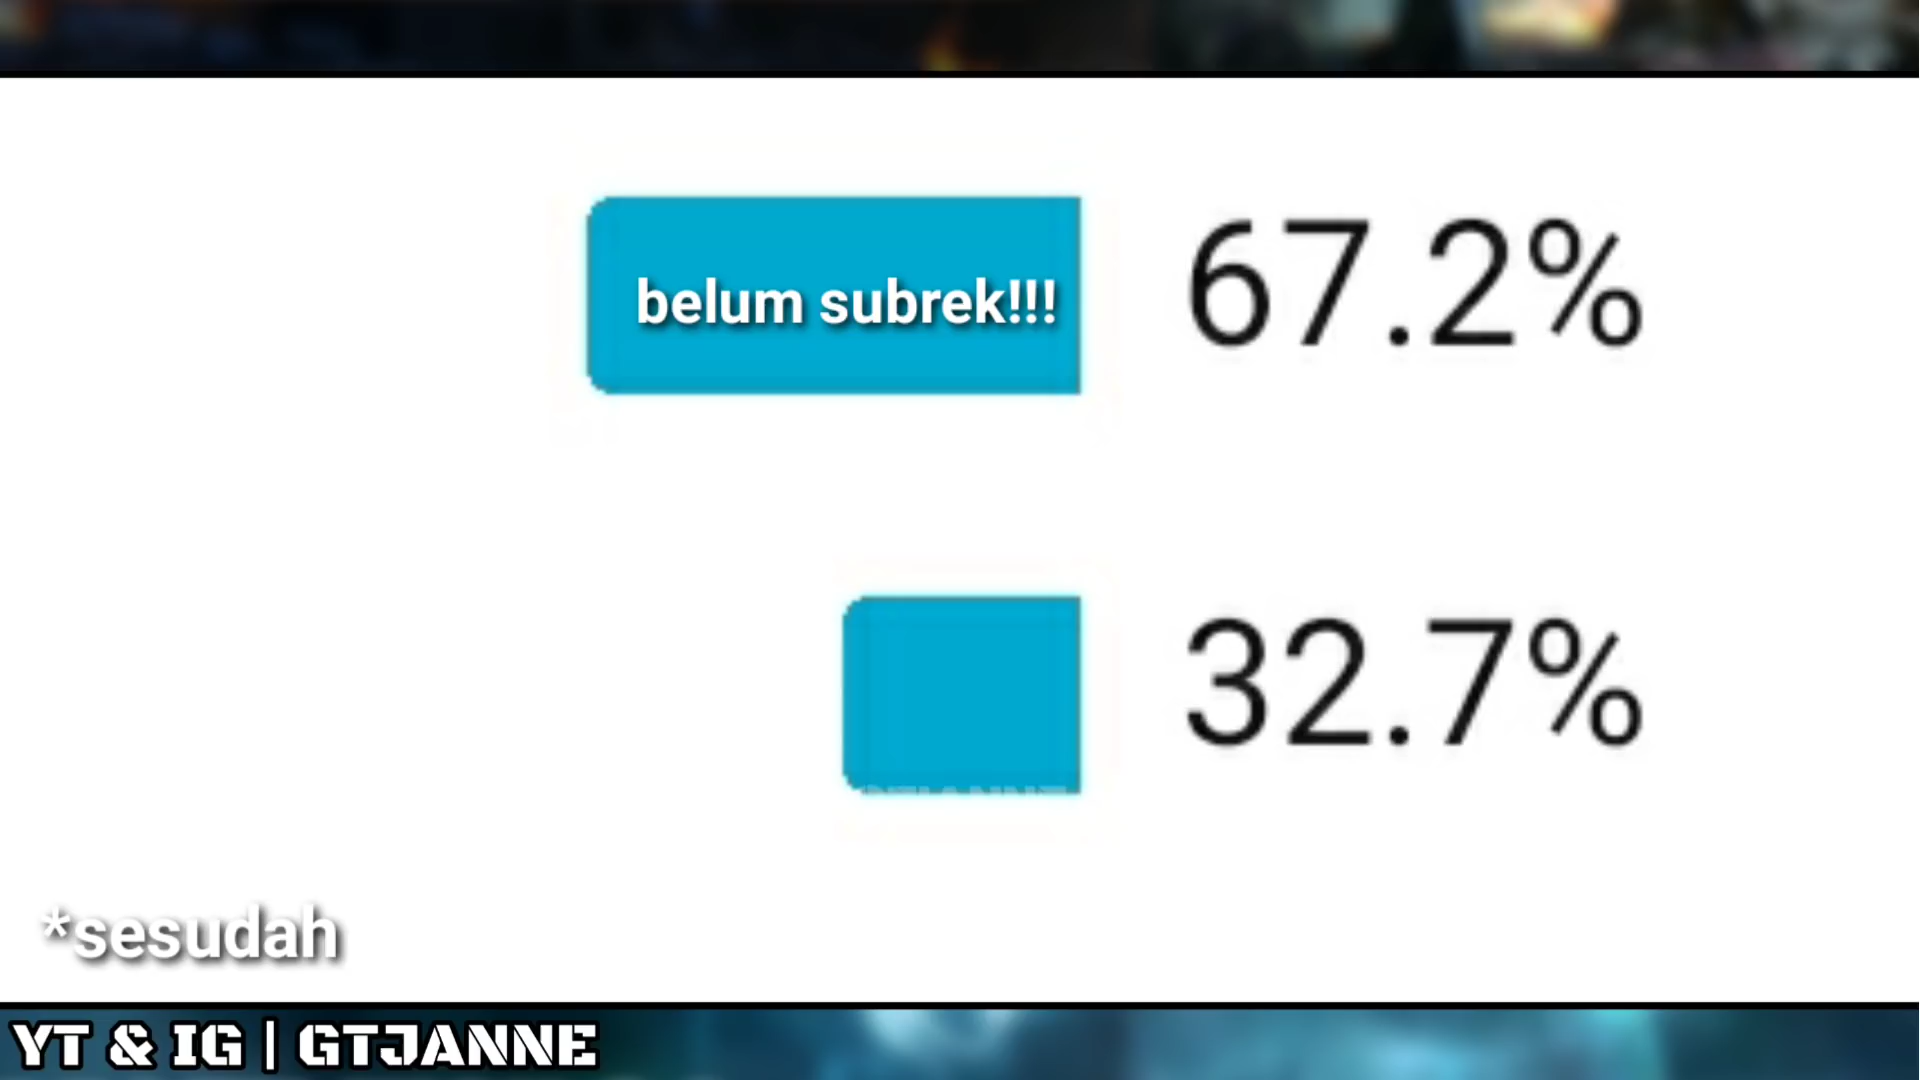 belum subrek!!!
67.2%
32.7%
*sesudah
YT & IG | GTJANNE